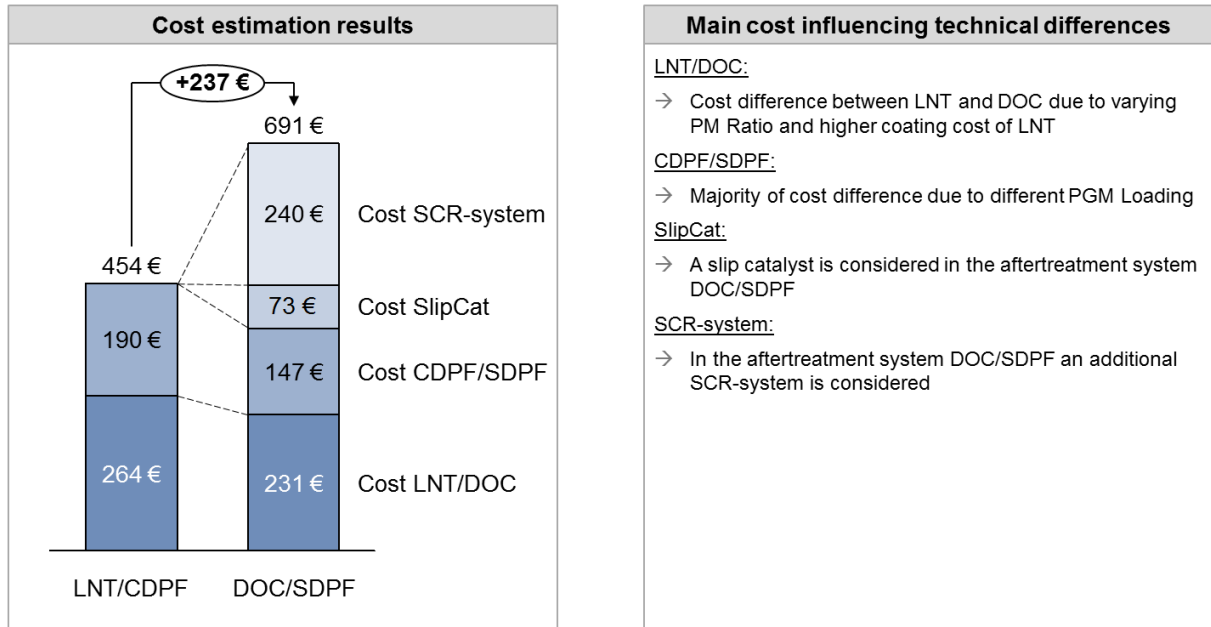 Cost estimation results
+237 €
691 €
240 €
Cost SCR-system
454 €
73 €
Cost SlipCat
190 €
147 €
Cost CDPF/SDPF
264 €
231 €
Cost LNT/DOC
LNT/CDPF
DOC/SDPF
Main cost influencing technical differences
LNT/DOC:
→ Cost difference between LNT and DOC due to varying
PM Ratio and higher coating cost of LNT
CDPF/SDPF:
→ Majority of cost difference due to different PGM Loading
SlipCat:
→ A slip catalyst is considered in the aftertreatment system
DOC/SDPF
SCR-system:
→ In the aftertreatment system DOC/SDPF an additional
SCR-system is considered